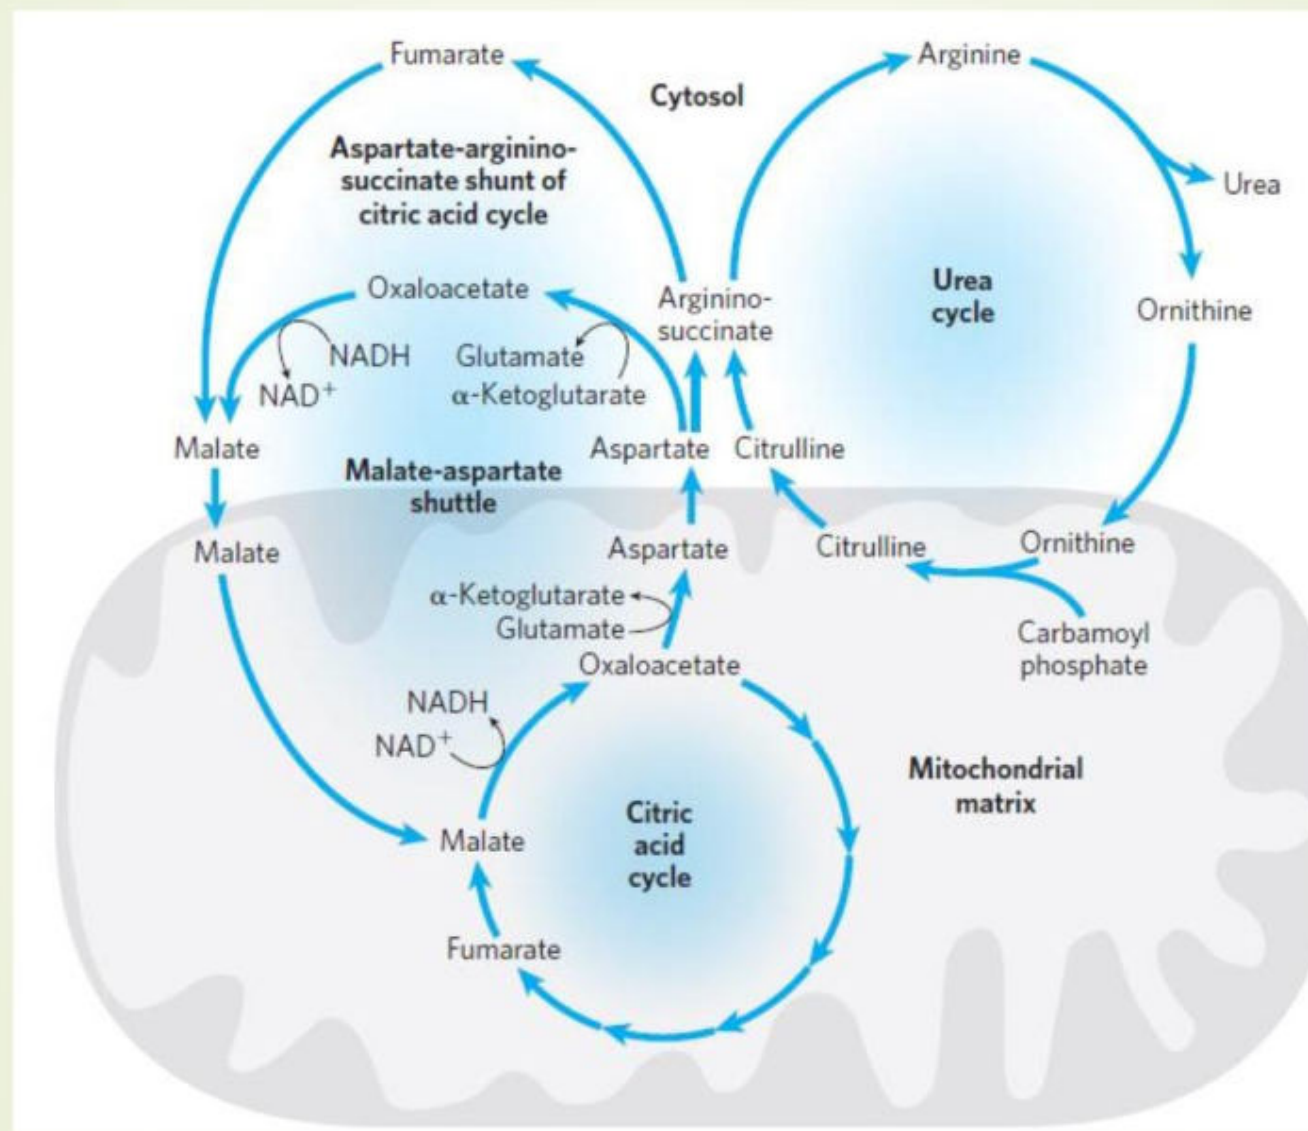 Fumarate
Cytosol
Arginine
Aspartate-arginino-
succinate shunt of
citric acid cycle
Urea
Oxaloacetate
Arginino-
succinate
Urea
cycle
Ornithine
NADH
NAD+
Glutamate
α-Ketoglutarate
Malate
Malate-aspartate
shuttle
Aspartate
Citrulline
Malate
Aspartate
Citrulline
Ornithine
α-Ketoglutarate
Glutamate
Carbamoyl
phosphate
Oxaloacetate
NADH
NAD+
Mitochondrial
matrix
Citric
acid
cycle
Malate
Fumarate